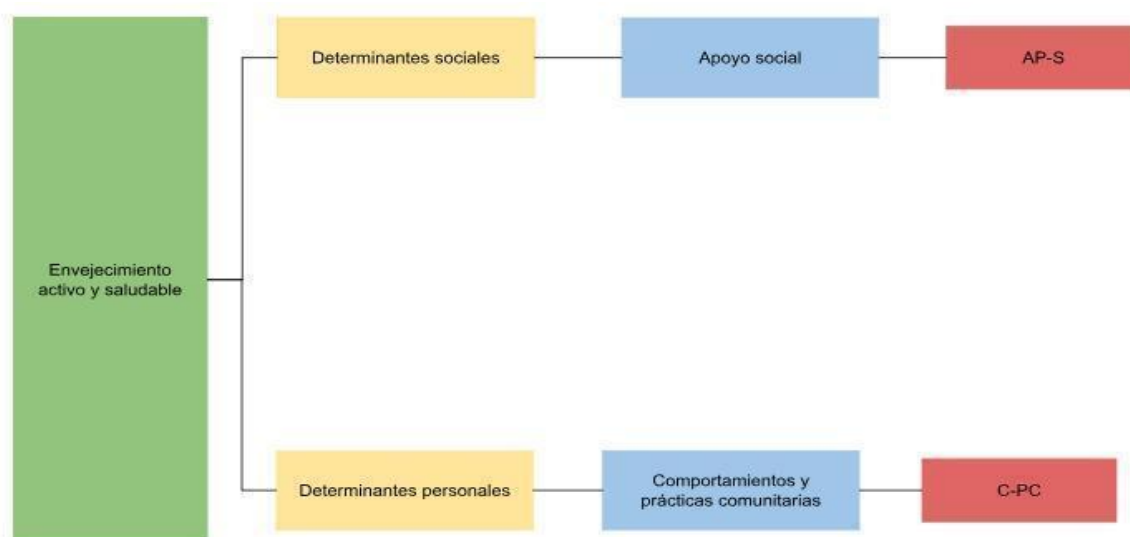 Determinantes sociales
Apoyo social
AP-S
Envejecimiento
activo y saludable
Determinantes personales
Comportamientos y
prácticas comunitarias
C-PC